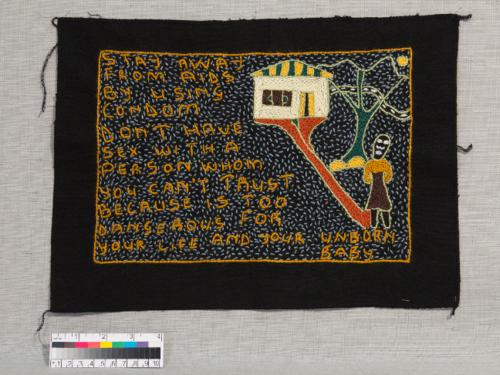 STAY AWAY
FROM AIDS
BY USING
CONDOM
DON'T HAVE
SEX WITH A
PERSON WHOM
YOU CAN'T TRUST
BECAUSE IS TOO
DANGEROUS FOR
YOUR LIFE AND YOUR UNBORN
BABY